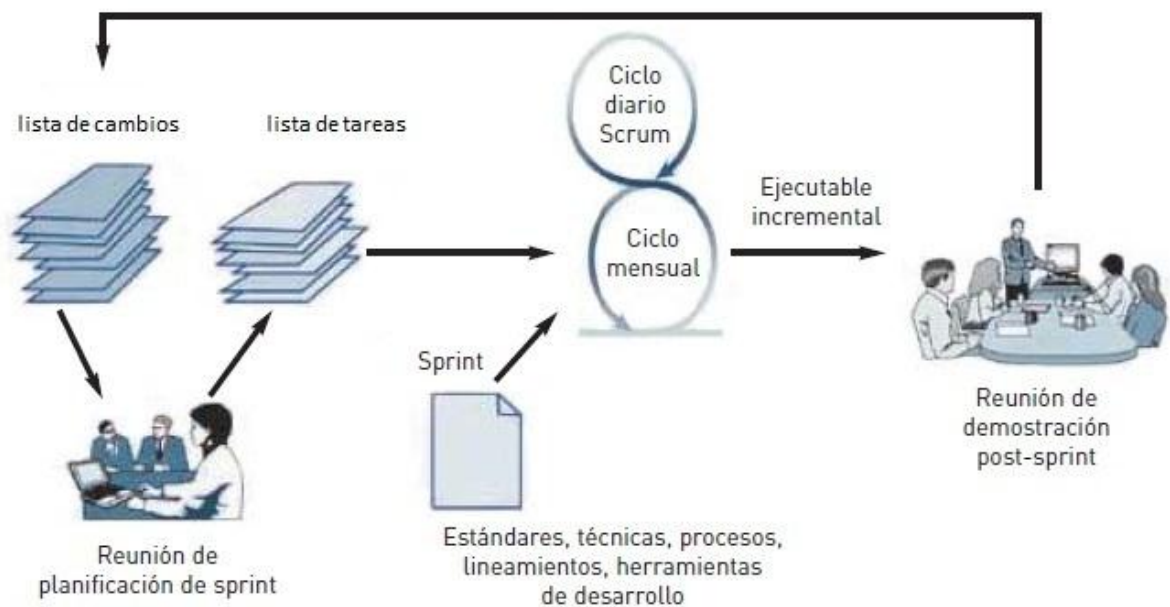 lista de cambios
lista de tareas
Ciclo
diario
Scrum
Ciclo
mensual
Ejecutable
incremental
Sprint
Reunión de
planificación de sprint
Estándares, técnicas, procesos,
lineamientos, herramientas
de desarrollo
Reunión de
demostración
post-sprint